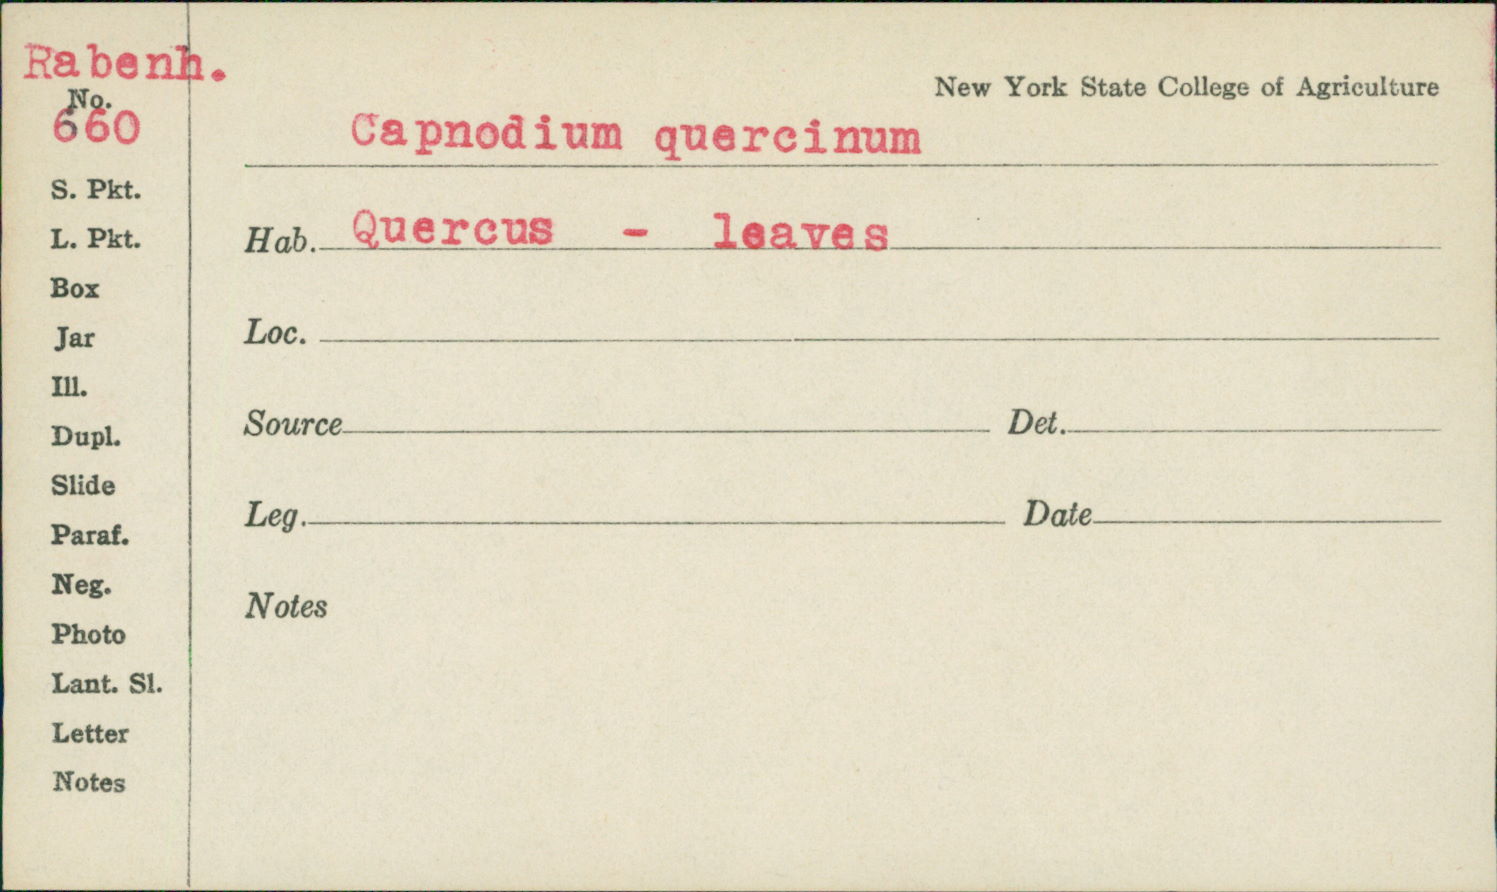 Rabenh.
No.
660
New York State College of Agriculture
Capnodium quercinum
S. Pkt.
L. Pkt.
Box
Jar
Ill.
Dupl.
Slide
Paraf.
Neg.
Photo
Lant. Sl.
Letter
Notes
Hab. Quercus - leaves
Loc.
Source Det.
Leg. Date
Notes